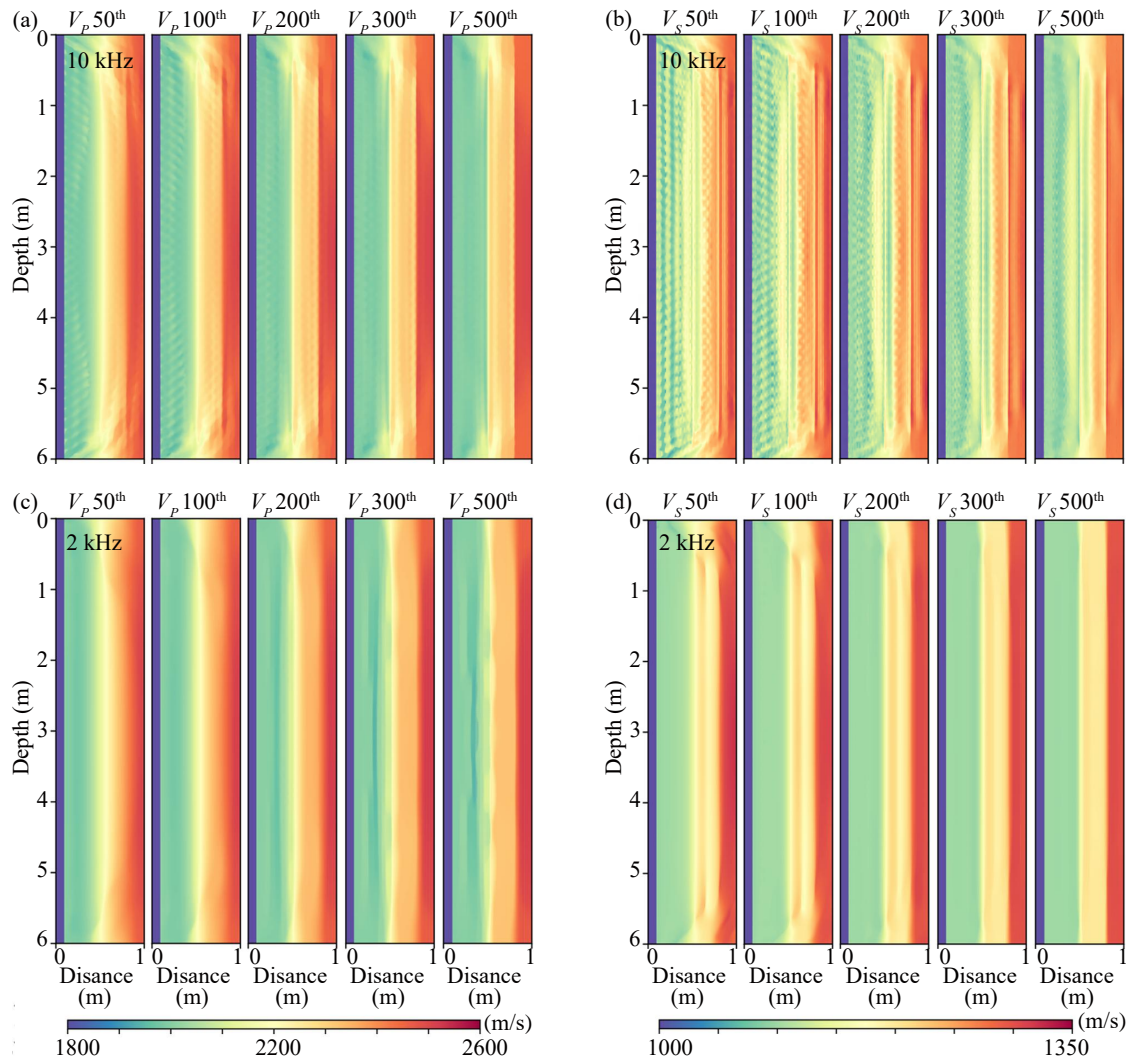 (a) V_P 50th V_P 100th V_P 200th V_P 300th V_P 500th
10 kHz
Depth (m)
0
1
2
3
4
5
6
(b) V_S 50th V_S 100th V_S 200th V_S 300th V_S 500th
10 kHz
Depth (m)
0
1
2
3
4
5
6
(c) V_P 50th V_P 100th V_P 200th V_P 300th V_P 500th
2 kHz
Depth (m)
0
1
2
3
4
5
6
0 1 0 1 0 1 0 1 0 1
Disance Disance Disance Disance Disance
(m) (m) (m) (m) (m)
1800 2200 2600 (m/s)
(d) V_S 50th V_S 100th V_S 200th V_S 300th V_S 500th
2 kHz
Depth (m)
0
1
2
3
4
5
6
0 1 0 1 0 1 0 1 0 1
Disance Disance Disance Disance Disance
(m) (m) (m) (m) (m)
1000 1350 (m/s)